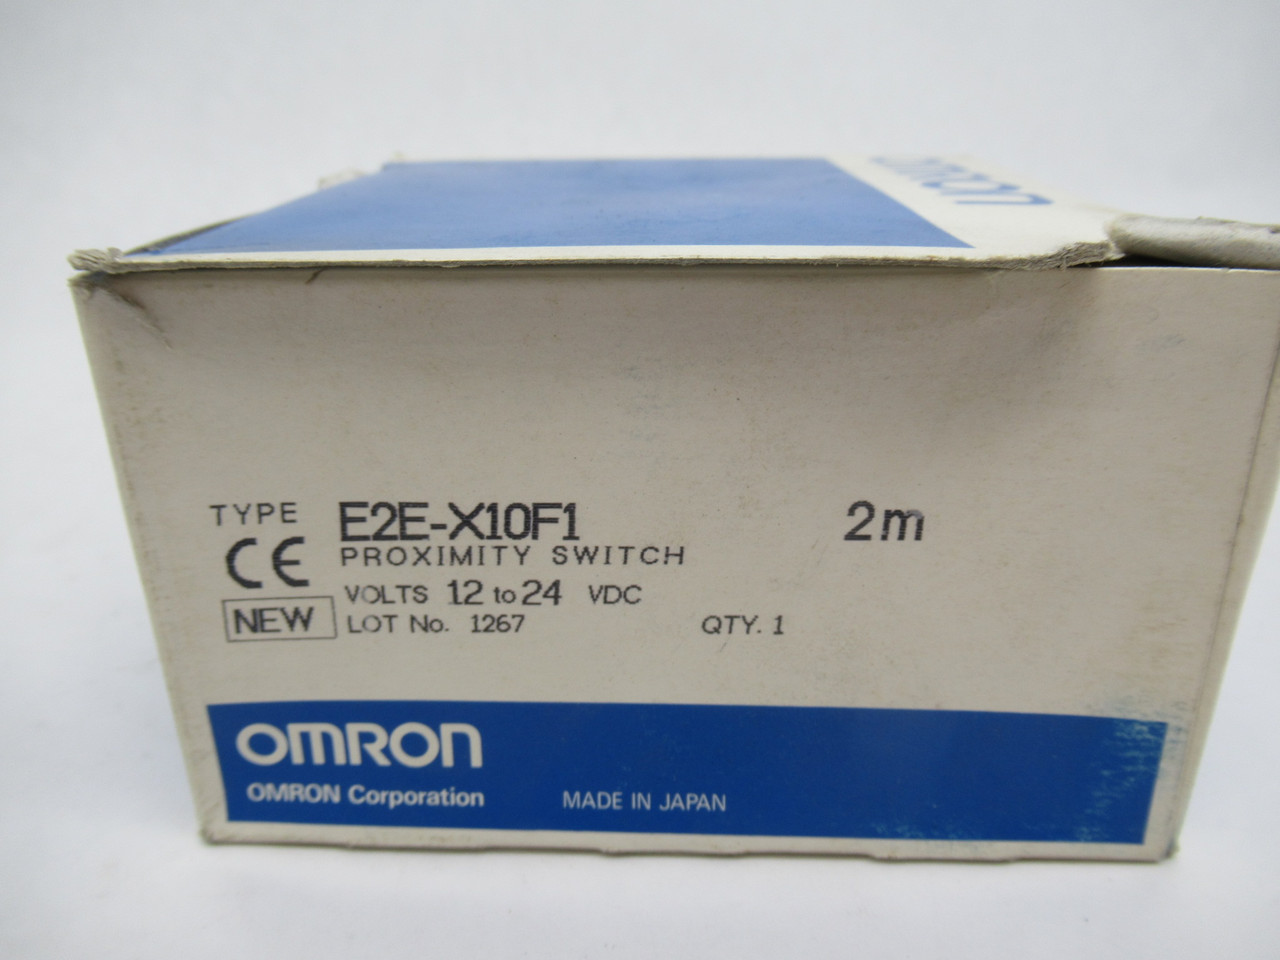 OMRON
TYPE E2E-X10F1 2m
CE PROXIMITY SWITCH
VOLTS 12 to 24 VDC
NEW LOT No. 1267 QTY. 1
OMRON
OMRON Corporation MADE IN JAPAN